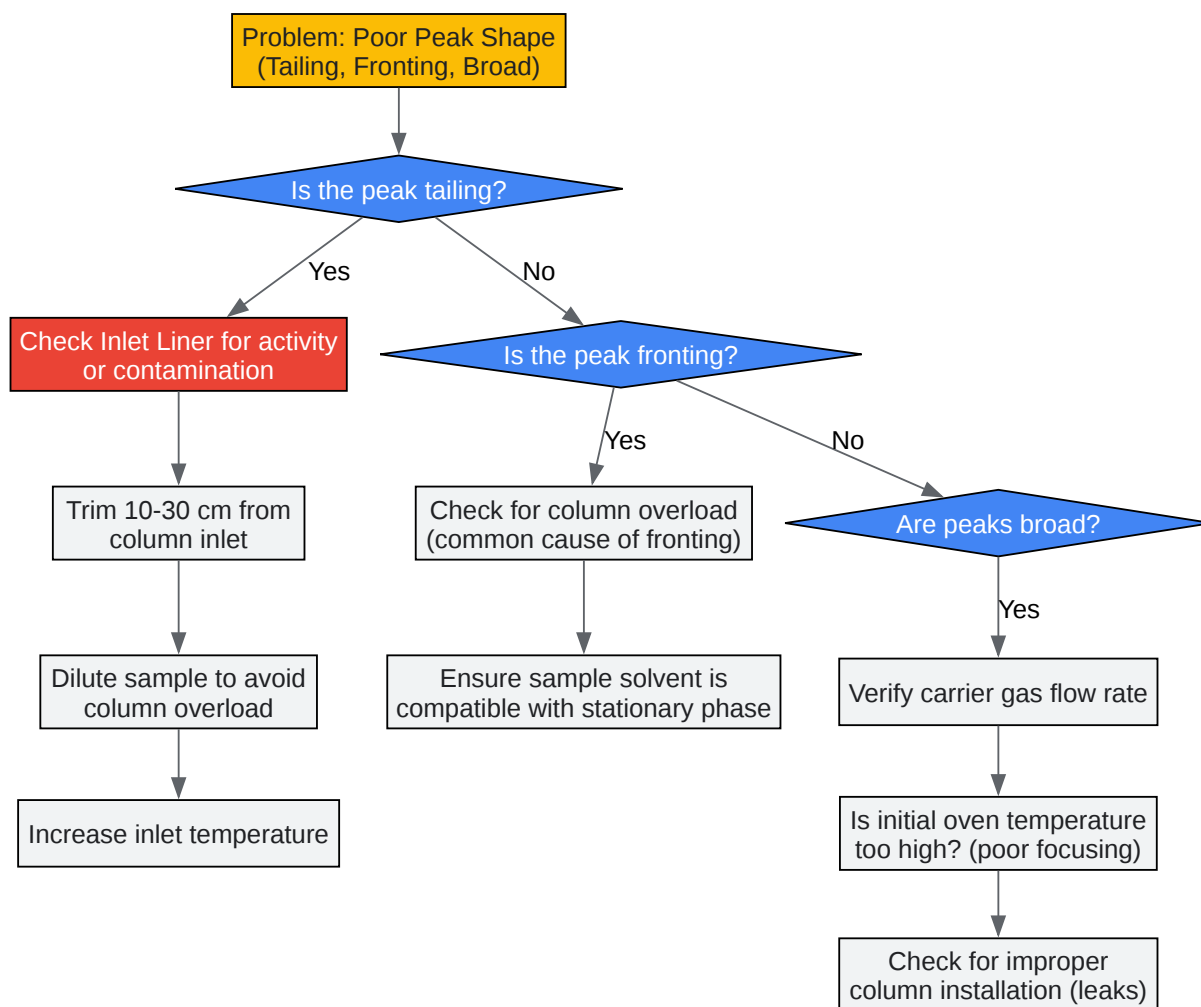 Problem: Poor Peak Shape
(Tailing, Fronting, Broad)
Is the peak tailing?
Yes
No
Check Inlet Liner for activity
or contamination
Is the peak fronting?
Yes
No
Trim 10-30 cm from
column inlet
Check for column overload
(common cause of fronting)
Are peaks broad?
Yes
Dilute sample to avoid
column overload
Ensure sample solvent is
compatible with stationary phase
Verify carrier gas flow rate
Increase inlet temperature
Is initial oven temperature
too high? (poor focusing)
Check for improper
column installation (leaks)